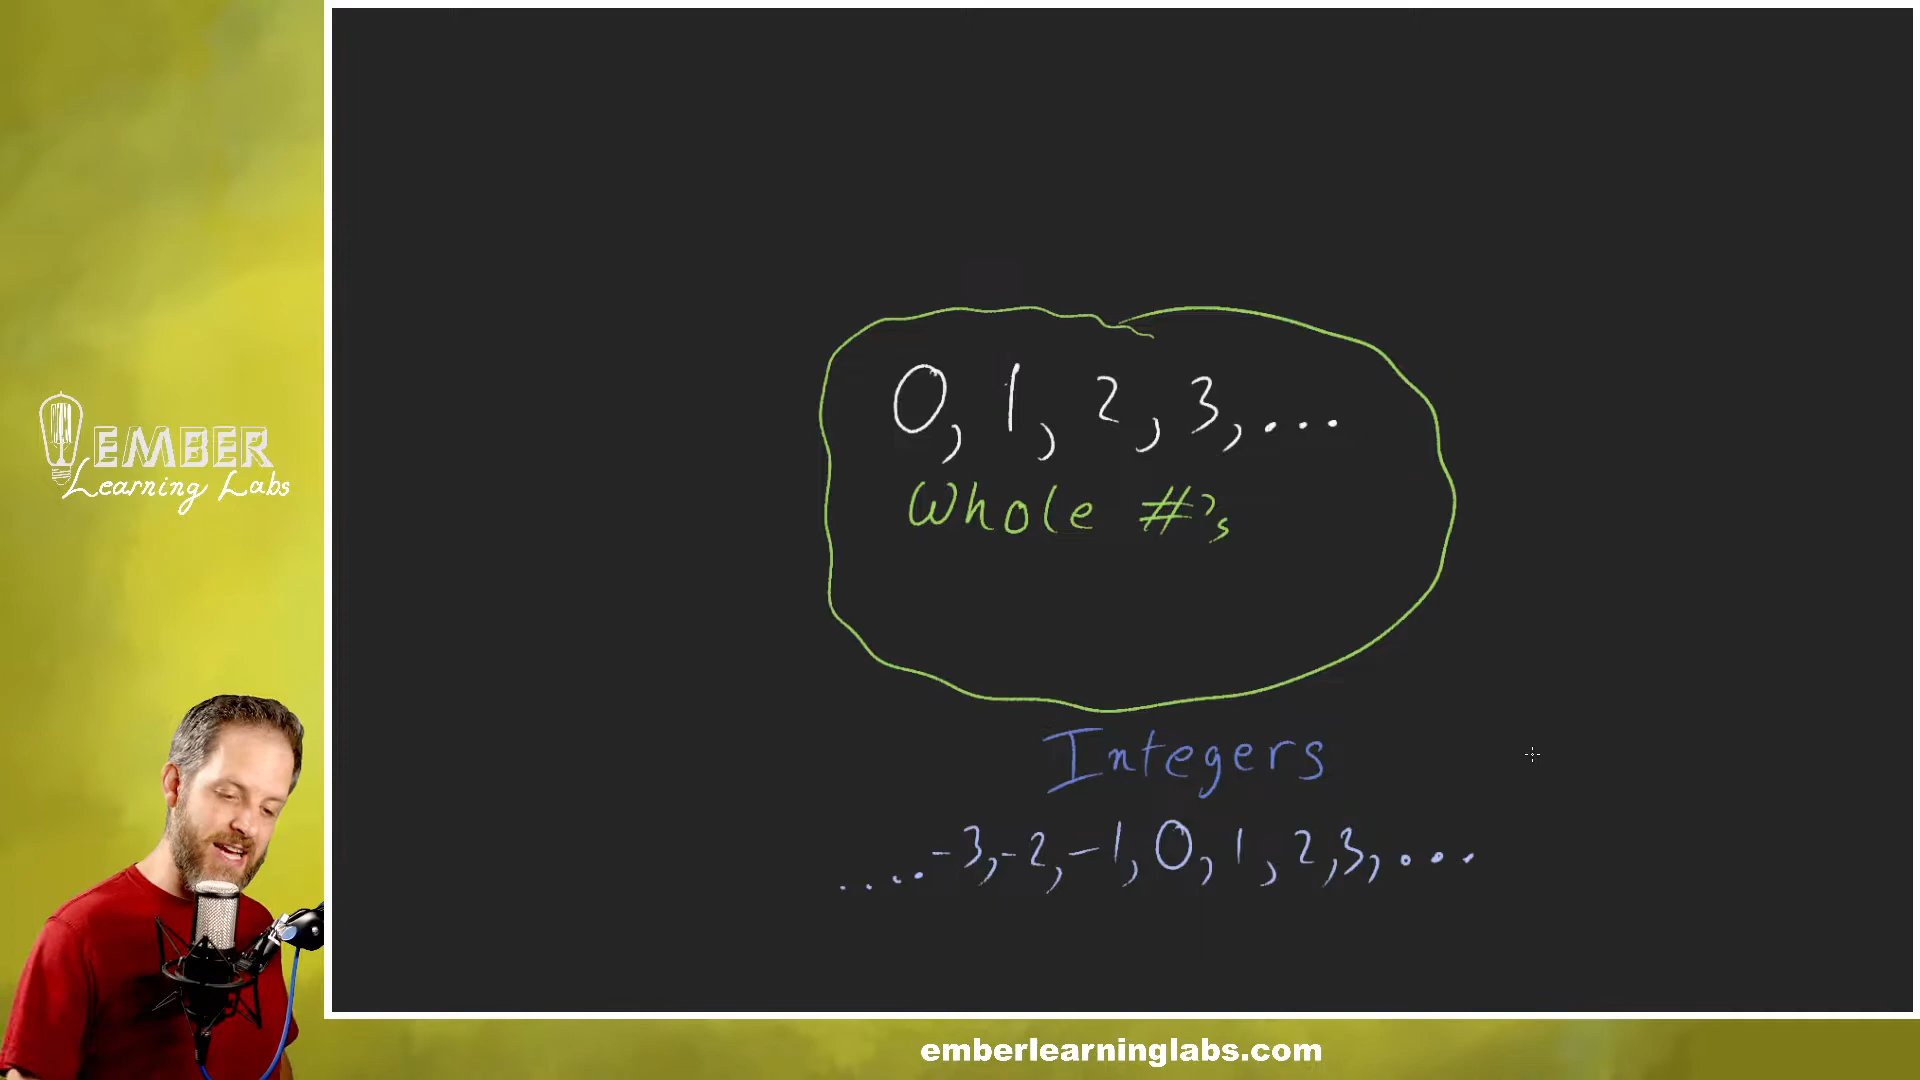 EMBER
Learning Labs
0, 1, 2, 3, ...
Whole #'s
Integers
.... -3, -2, -1, 0, 1, 2, 3, ...
emberlearninglabs.com